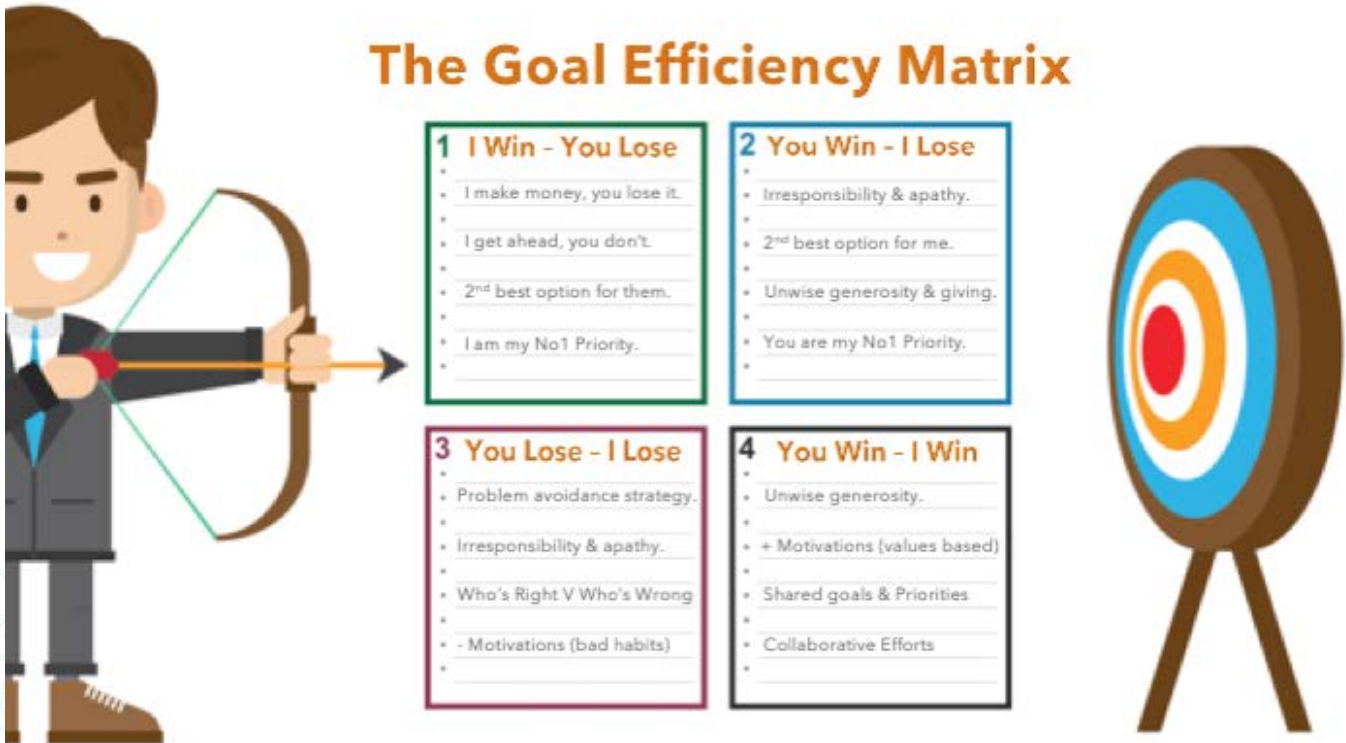 The Goal Efficiency Matrix
1 I Win - You Lose
I make money, you lose it.
I get ahead, you don't.
2nd best option for them.
I am my No1 Priority.
2 You Win - I Lose
Irresponsibility & apathy.
2nd best option for me.
Unwise generosity & giving.
You are my No1 Priority.
3 You Lose - I Lose
Problem avoidance strategy.
Irresponsibility & apathy.
Who's Right V Who's Wrong
- Motivations (bad habits)
4 You Win - I Win
Unwise generosity.
+ Motivations (values based)
Shared goals & Priorities
Collaborative Efforts